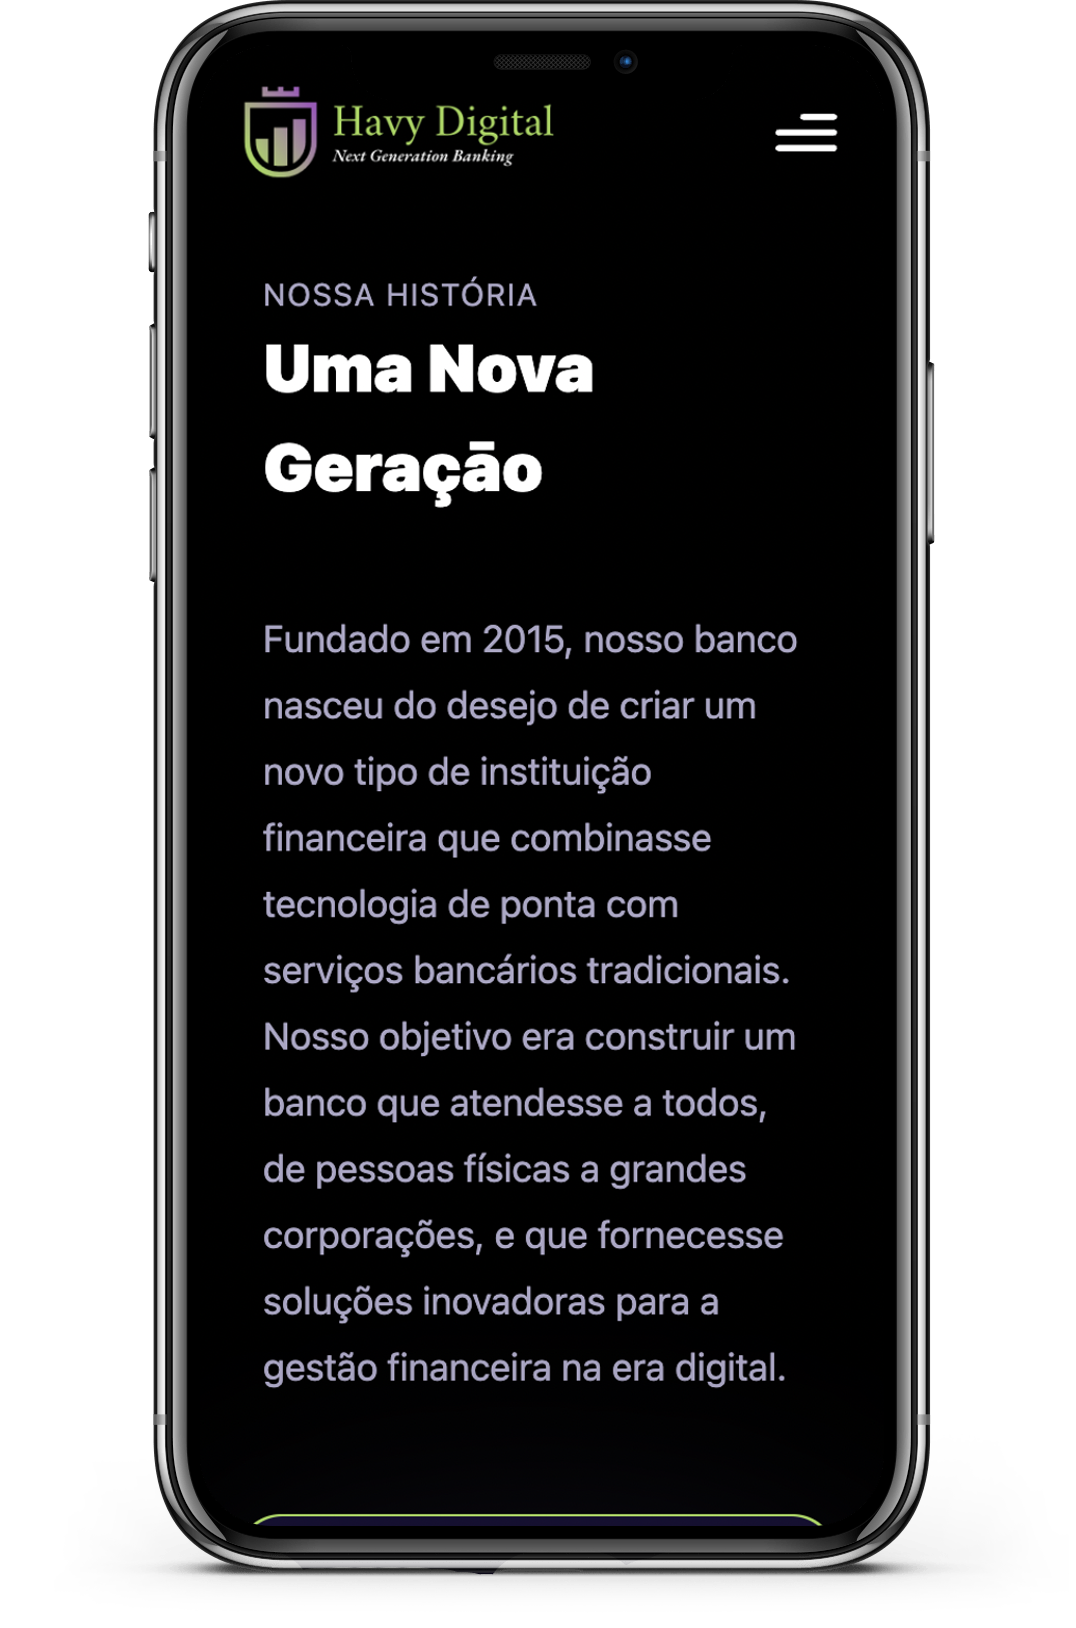 Havy Digital
Next Generation Banking
NOSSA HISTÓRIA
Uma Nova
Geração
Fundado em 2015, nosso banco
nasceu do desejo de criar um
novo tipo de instituição
financeira que combinasse
tecnologia de ponta com
serviços bancários tradicionais.
Nosso objetivo era construir um
banco que atendesse a todos,
de pessoas físicas a grandes
corporações, e que fornecesse
soluções inovadoras para a
gestão financeira na era digital.